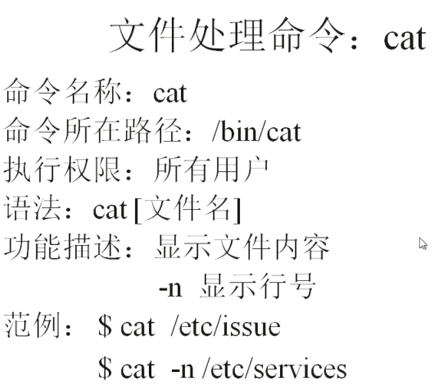 文件处理命令：cat
命令名称：cat
命令所在路径：/bin/cat
执行权限：所有用户
语法：cat [文件名]
功能描述：显示文件内容
-n 显示行号
范例： $ cat /etc/issue
$ cat -n /etc/services